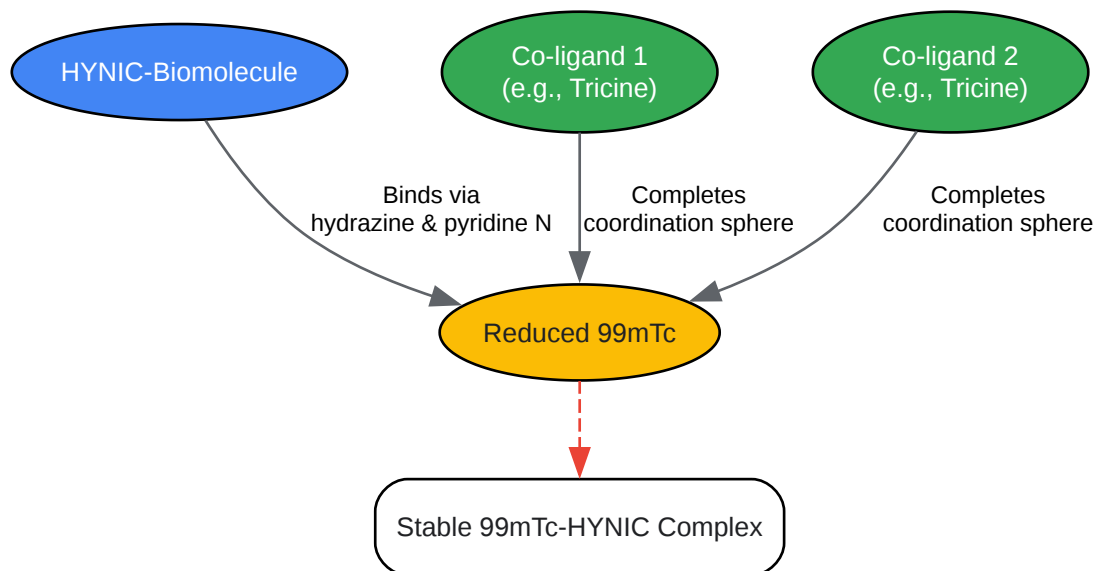 HYNIC-Biomolecule
Co-ligand 1
(e.g., Tricine)
Co-ligand 2
(e.g., Tricine)
Binds via
hydrazine & pyridine N
Completes
coordination sphere
Completes
coordination sphere
Reduced 99mTc
Stable 99mTc-HYNIC Complex